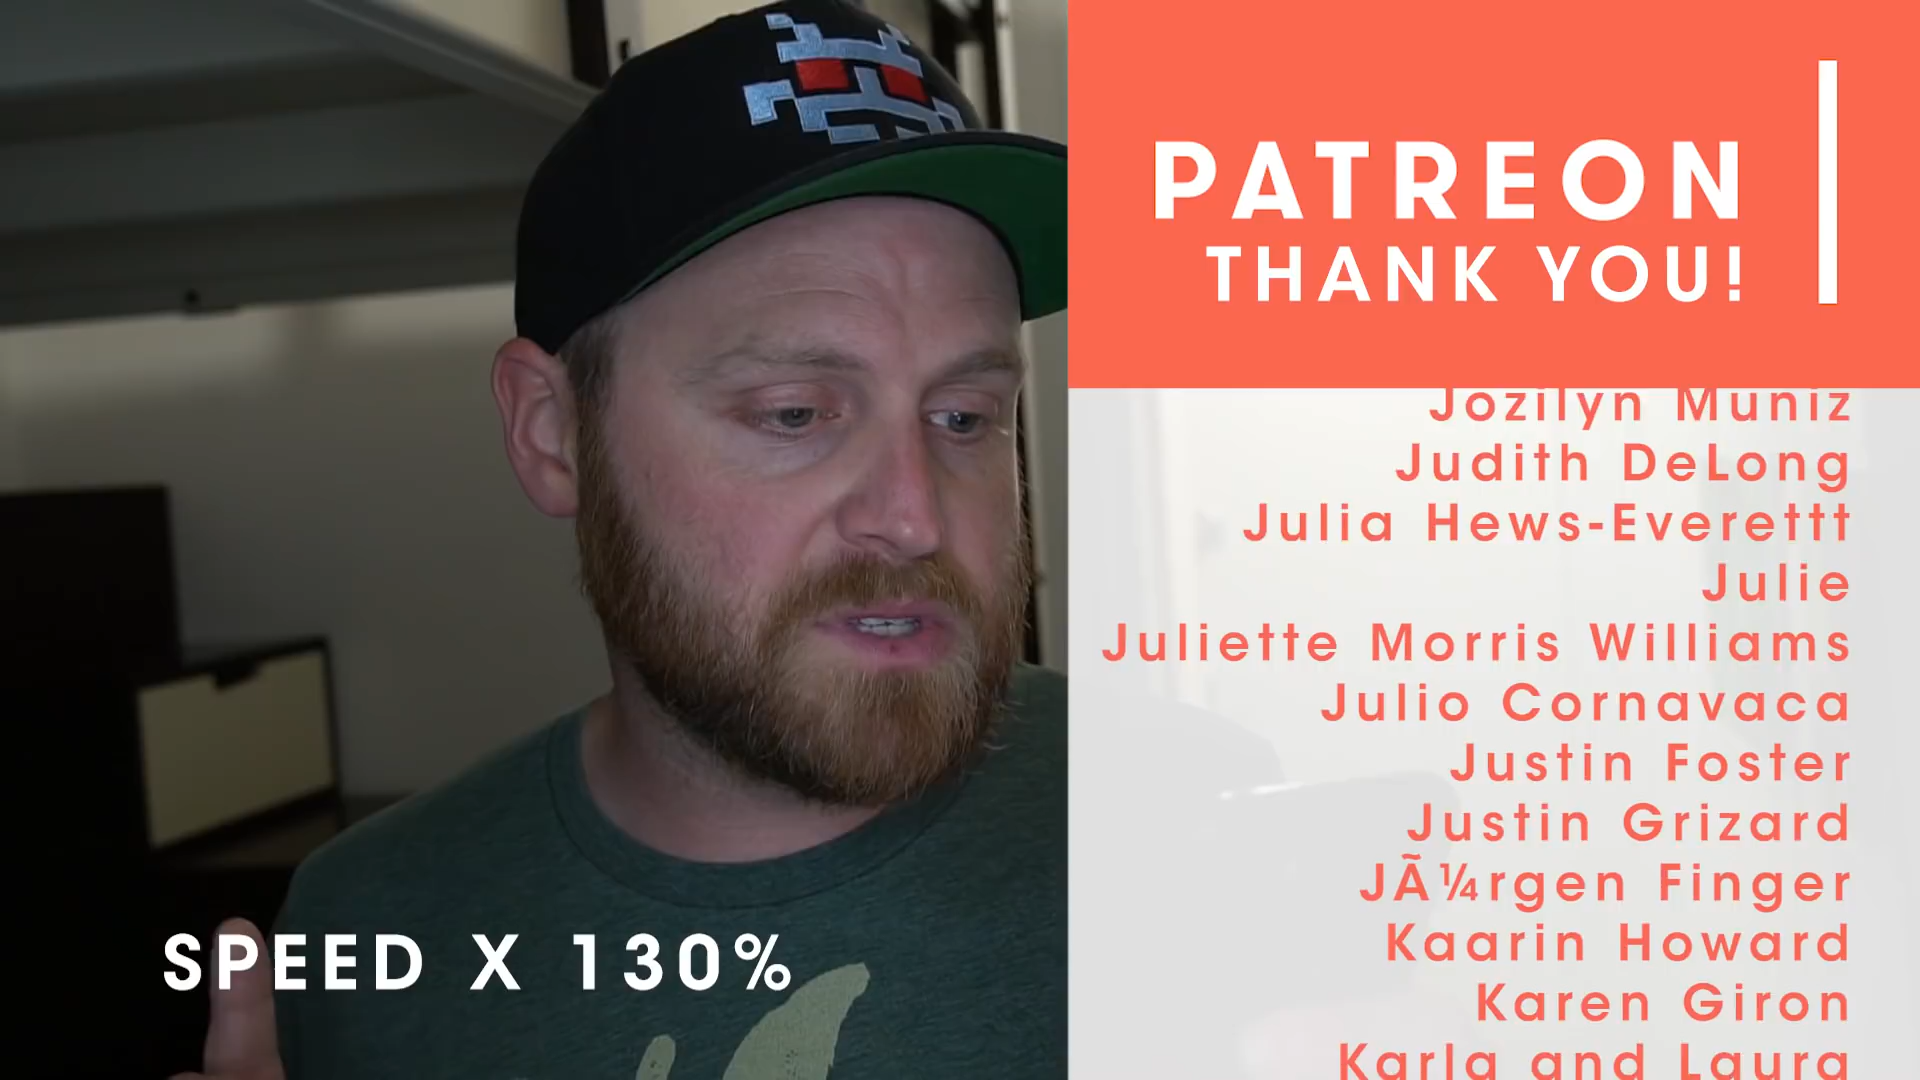 PATREON
THANK YOU!
Jozilyn Muniz
Judith DeLong
Julia Hews-Everettt
Julie
Juliette Morris Williams
Julio Cornavaca
Justin Foster
Justin Grizard
JÃ¼rgen Finger
Kaarin Howard
Karen Giron
Karla and Laura
SPEED X 130%